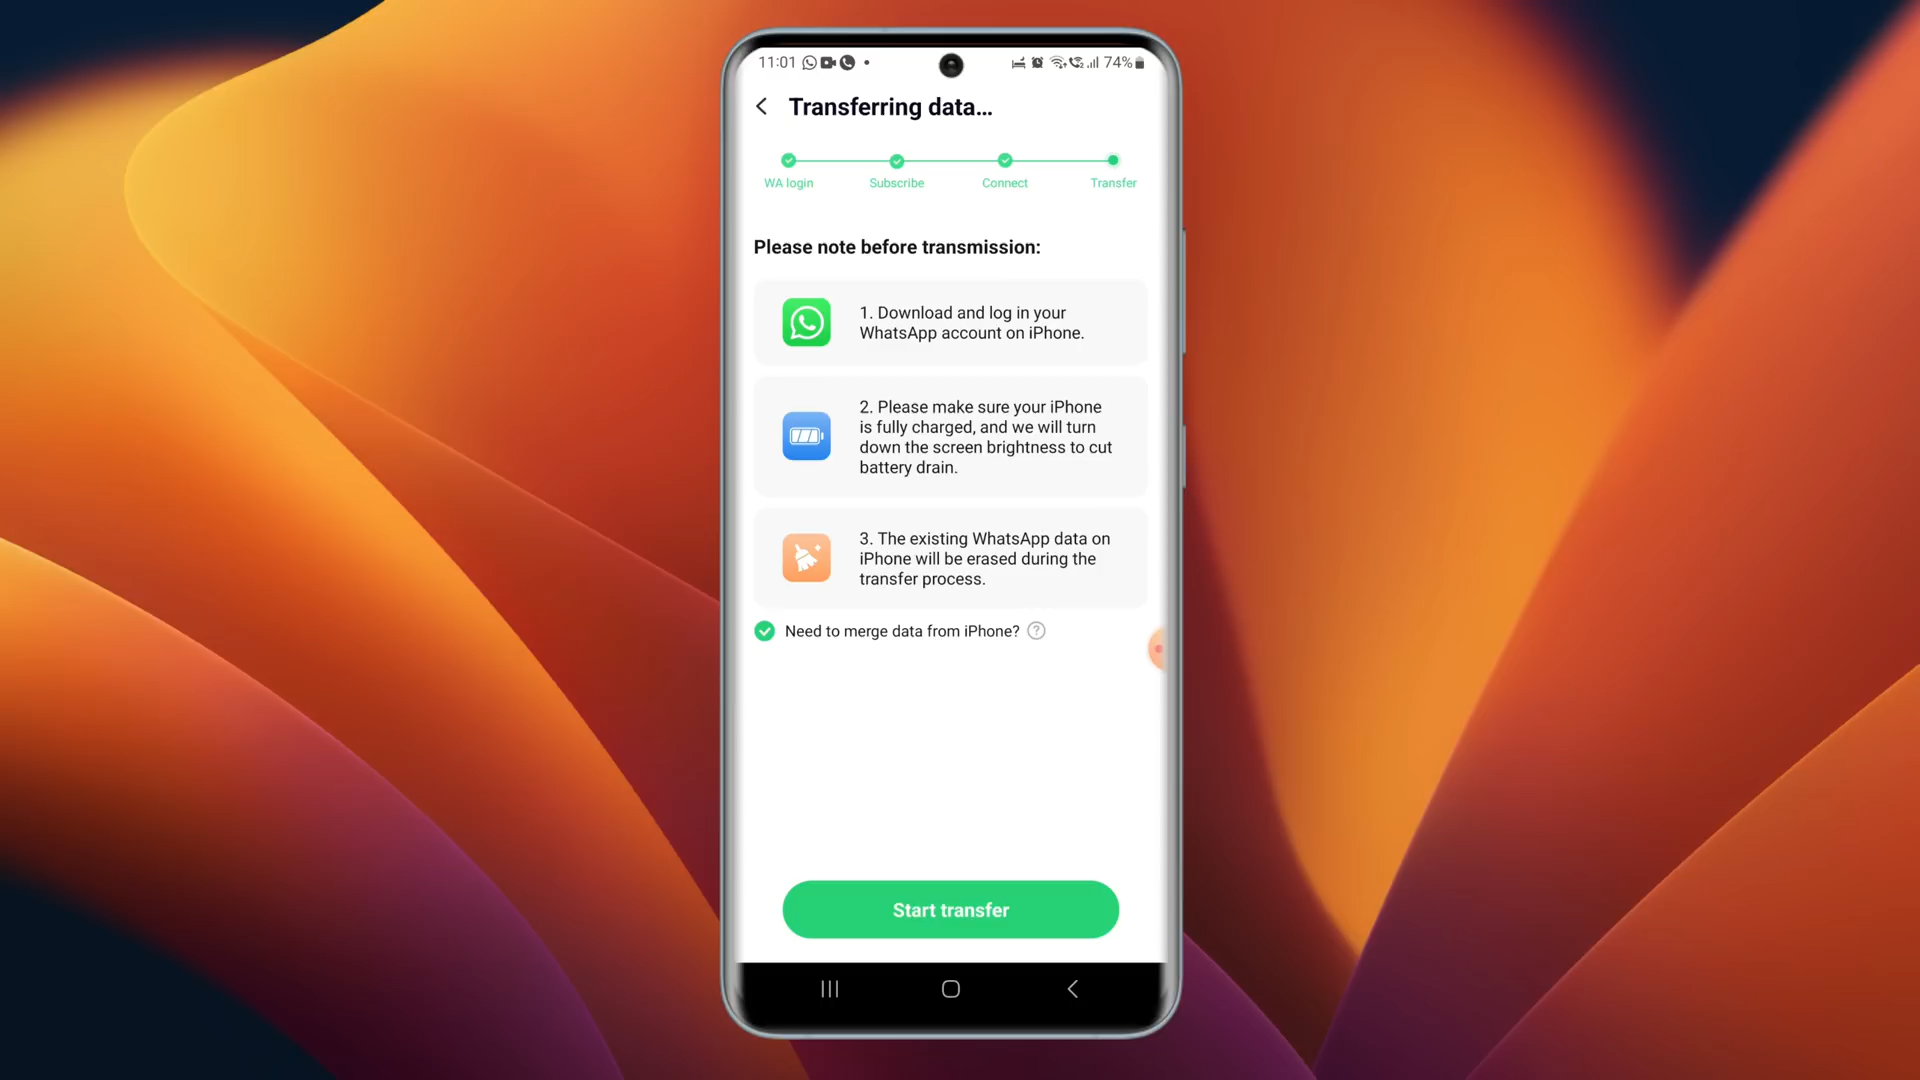 11:01 74%
Transferring data...
WA login Subscribe Connect Transfer
Please note before transmission:
1. Download and log in your
WhatsApp account on iPhone.
2. Please make sure your iPhone
is fully charged, and we will turn
down the screen brightness to cut
battery drain.
3. The existing WhatsApp data on
iPhone will be erased during the
transfer process.
Need to merge data from iPhone? ?
Start transfer